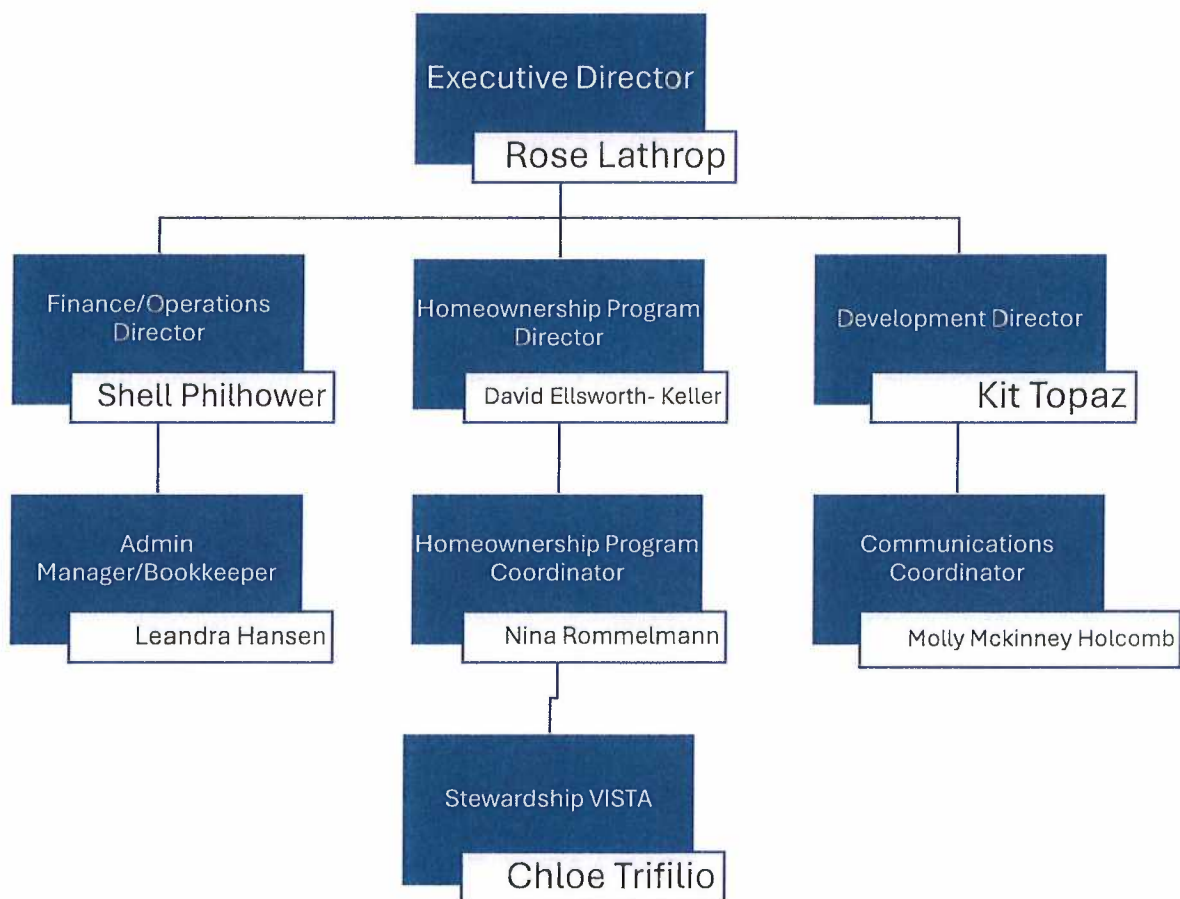 Executive Director
Rose Lathrop
Finance/Operations
Director
Shell Philhower
Homeownership Program
Director
David Ellsworth- Keller
Development Director
Kit Topaz
Admin
Manager/Bookkeeper
Leandra Hansen
Homeownership Program
Coordinator
Nina Rommelmann
Communications
Coordinator
Molly Mckinney Holcomb
Stewardship VISTA
Chloe Trifilio